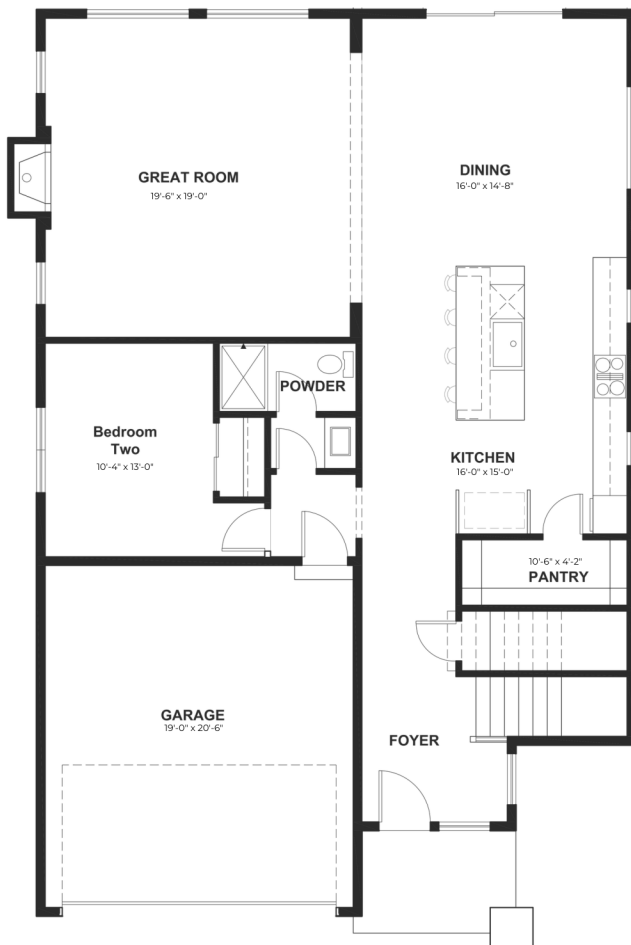 GREAT ROOM
19'-6" x 19'-0"
DINING
16'-0" x 14'-8"
POWDER
Bedroom
Two
10'-4" x 13'-0"
KITCHEN
16'-0" x 15'-0"
10'-6" x 4'-2"
PANTRY
GARAGE
19'-0" x 20'-6"
FOYER